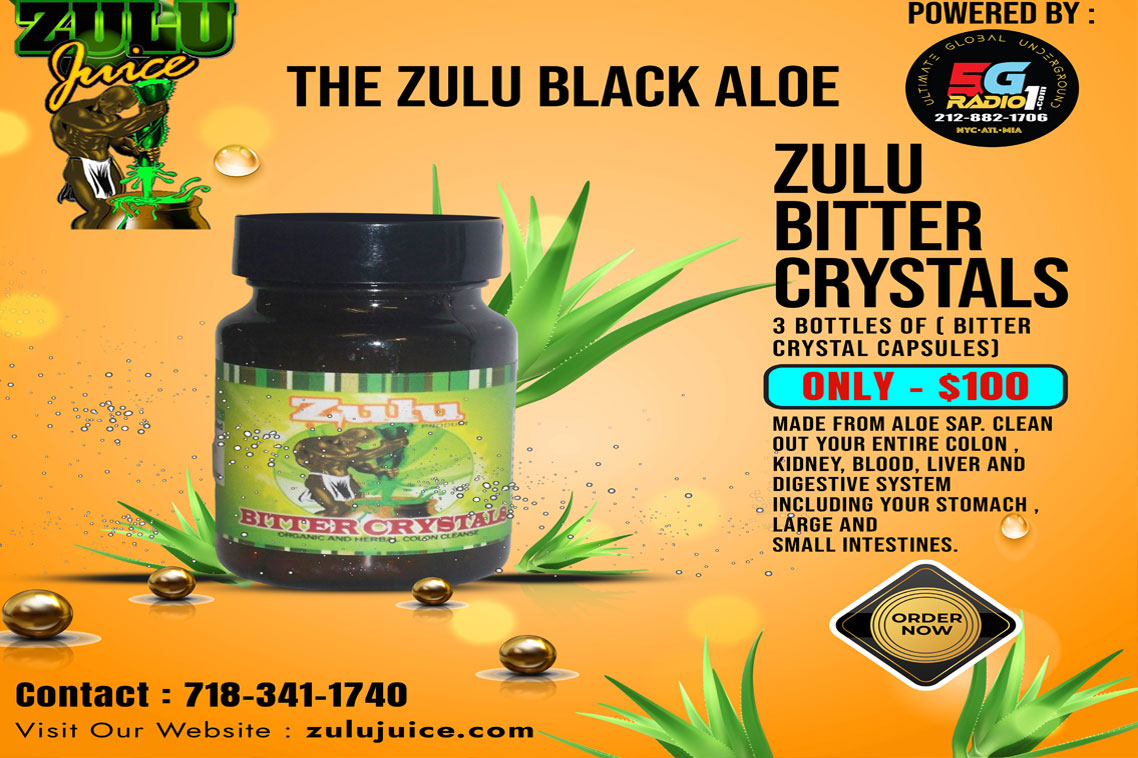 ZULU
Juice
THE ZULU BLACK ALOE
POWERED BY :
ULTIMATE GLOBAL UNDERGROUND
5G
RADIO1.com
212-882-1706
NYC•ATL•MIA
ZULU
BITTER
CRYSTALS
3 BOTTLES OF ( BITTER
CRYSTAL CAPSULES)
ONLY - $100
MADE FROM ALOE SAP. CLEAN
OUT YOUR ENTIRE COLON ,
KIDNEY, BLOOD, LIVER AND
DIGESTIVE SYSTEM
INCLUDING YOUR STOMACH ,
LARGE AND
SMALL INTESTINES.
Zulu
BITTER CRYSTALS
ORGANIC AND HERBAL COLON CLEANSE
ORDER
NOW
Contact : 718-341-1740
Visit Our Website : zulujuice.com